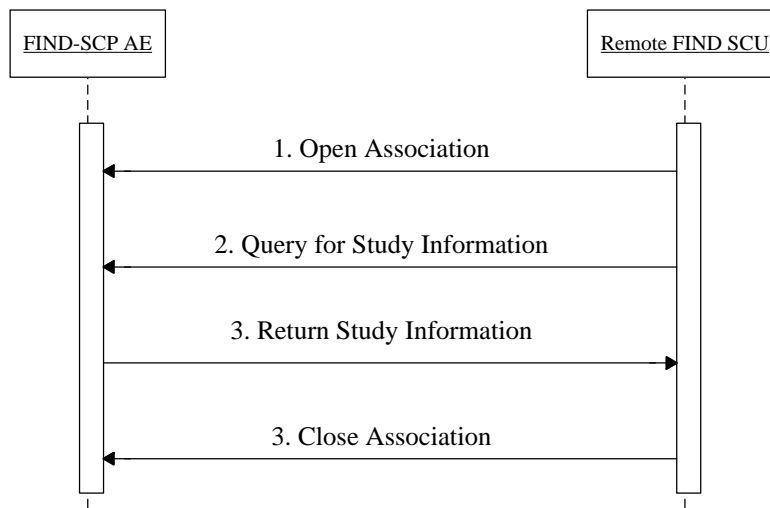 FIND-SCP AE
Remote FIND SCU
1. Open Association
2. Query for Study Information
3. Return Study Information
3. Close Association